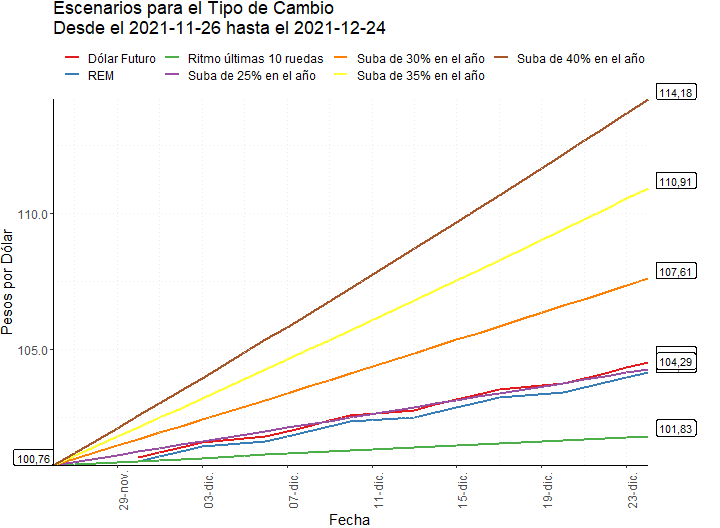 Escenarios para el Tipo de Cambio
Desde el 2021-11-26 hasta el 2021-12-24
Dólar Futuro
Ritmo últimas 10 ruedas
Suba de 30% en el año
Suba de 40% en el año
REM
Suba de 25% en el año
Suba de 35% en el año
114,18
110,91
110.0
107,61
Pesos por Dólar
105.0
104,29
101,83
100,76
29-nov.
03-dic.
07-dic.
11-dic.
15-dic.
19-dic.
23-dic.
Fecha